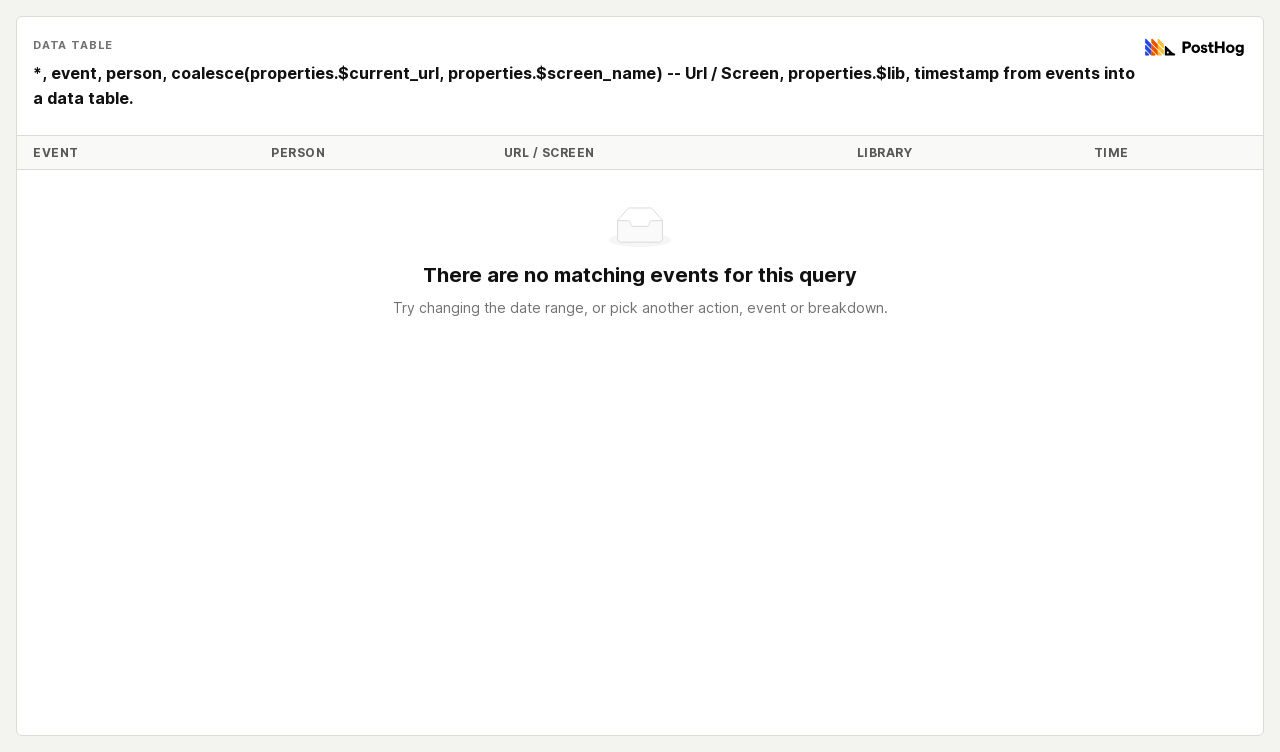 DATA TABLE
PostHog
*, event, person, coalesce(properties.$current_url, properties.$screen_name) -- Url / Screen, properties.$lib, timestamp from events into
a data table.
EVENT PERSON URL / SCREEN LIBRARY TIME
There are no matching events for this query
Try changing the date range, or pick another action, event or breakdown.